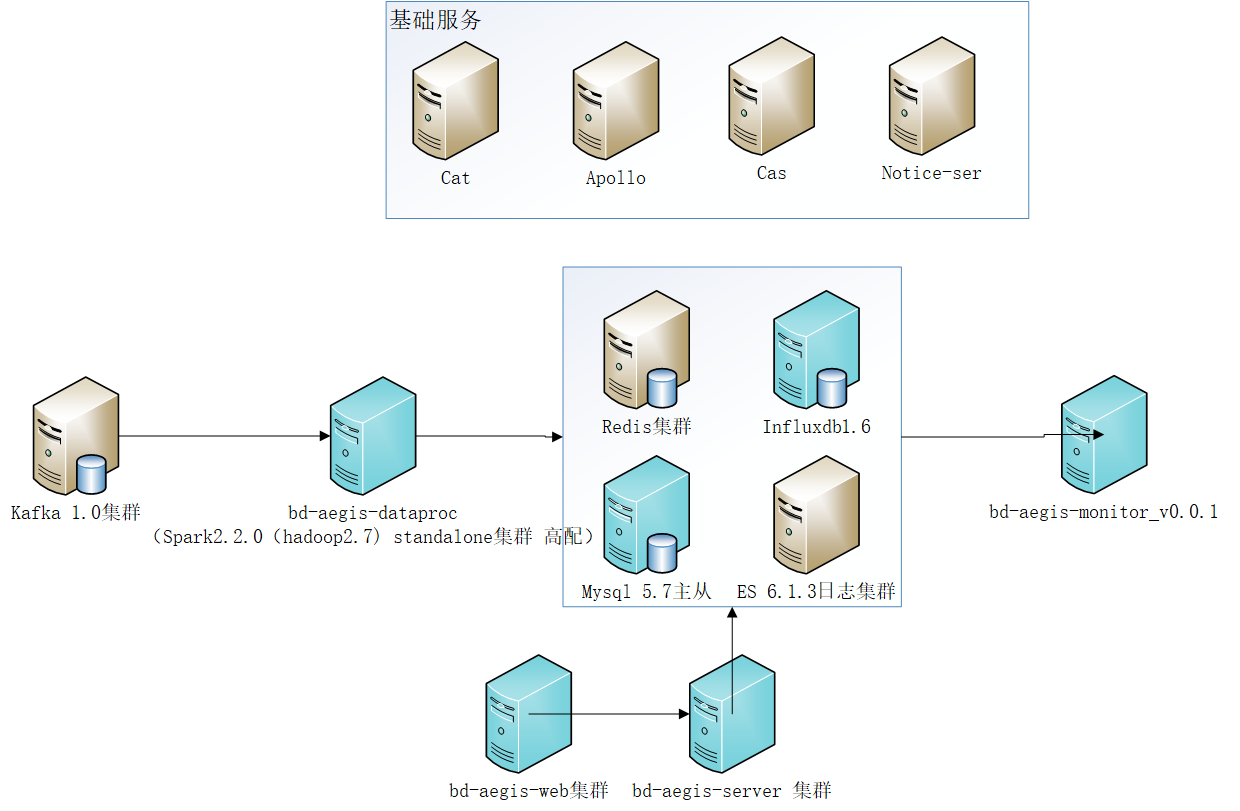 基础服务
Cat
Apollo
Cas
Notice-ser
Redis集群
Influxdb1.6
Kafka 1.0集群
bd-aegis-dataproc
(Spark2.2.0（hadoop2.7) standalone集群 高配）
bd-aegis-monitor_v0.0.1
Mysql 5.7主从
ES 6.1.3日志集群
bd-aegis-web集群
bd-aegis-server 集群